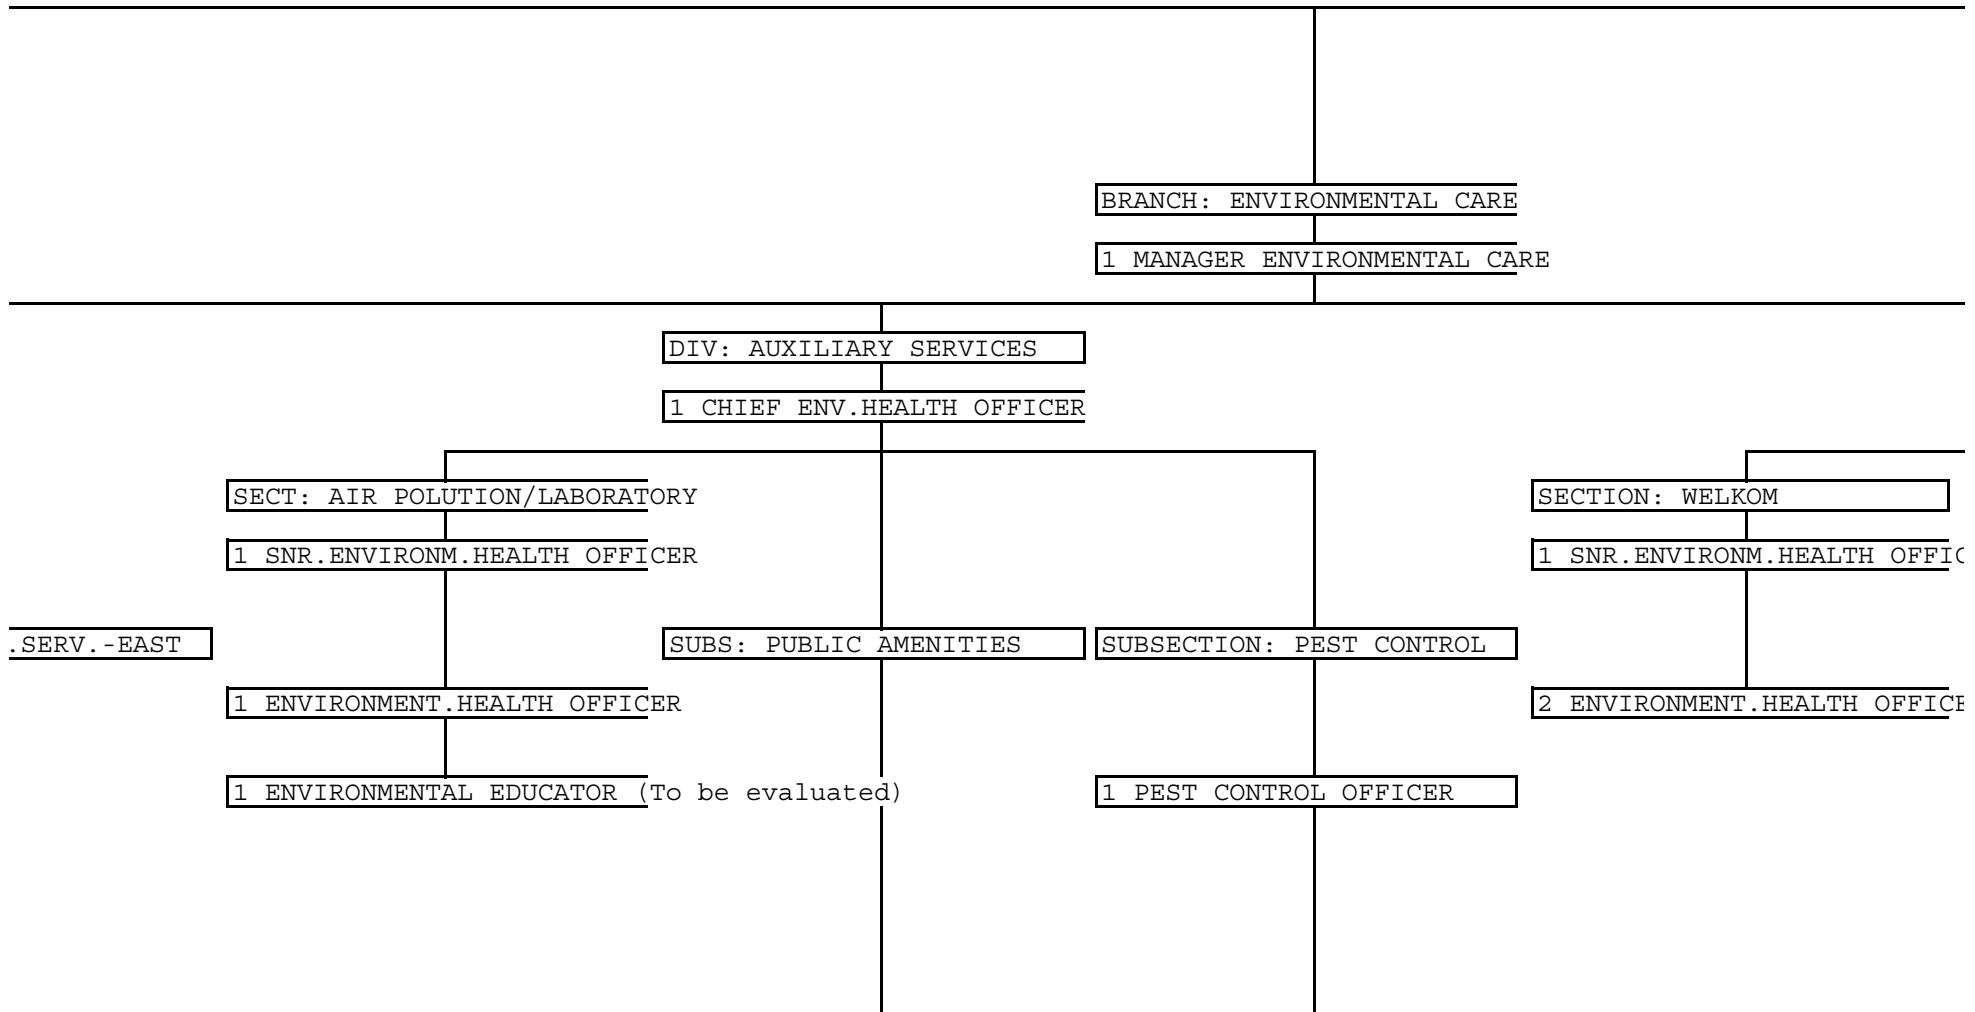 BRANCH: ENVIRONMENTAL CARE
1 MANAGER ENVIRONMENTAL CARE
DIV: AUXILIARY SERVICES
1 CHIEF ENV.HEALTH OFFICER
SECT: AIR POLUTION/LABORATORY
SECTION: WELKOM
1 SNR.ENVIRONM.HEALTH OFFICER
1 SNR.ENVIRONM.HEALTH
.SERV.-EAST
SUBS: PUBLIC AMENITIES
SUBSECTION: PEST CONTROL
1 ENVIRONMENT.HEALTH OFFICER
2 ENVIRONMENT.HEALTH
1 ENVIRONMENTAL EDUCATOR (To be evaluated)
1 PEST CONTROL OFFICER